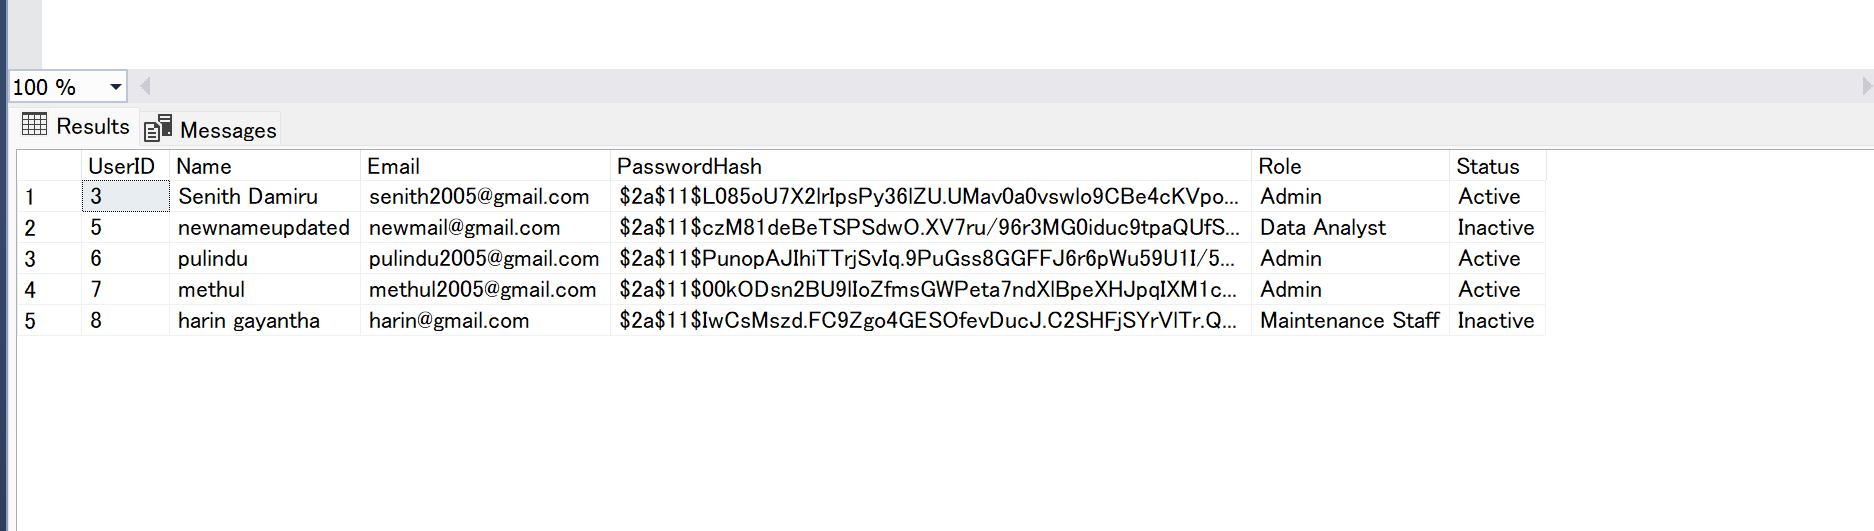 100 %
Results Messages
UserID Name Email PasswordHash Role Status
1 3 Senith Damiru senith2005@gmail.com $2a$11$L085oU7X2lrIpsPy36lZU.UMav0a0vswlo9CBe4cKVpo... Admin Active
2 5 newnameupdated newmail@gmail.com $2a$11$czM81deBeTSPSdwO.XV7ru/96r3MG0iduc9tpaQUfS... Data Analyst Inactive
3 6 pulindu pulindu2005@gmail.com $2a$11$PunopAJIhiTTrjSvIq.9PuGss8GGFFJ6r6pWu59U1I/5... Admin Active
4 7 methul methul2005@gmail.com $2a$11$00kODsn2BU9lIoZfmsGWPeta7ndXlBpeXHJpqIXM1c... Admin Active
5 8 harin gayantha harin@gmail.com $2a$11$IwCsMszd.FC9Zgo4GESOfevDucJ.C2SHFjSYrVlTr.Q... Maintenance Staff Inactive